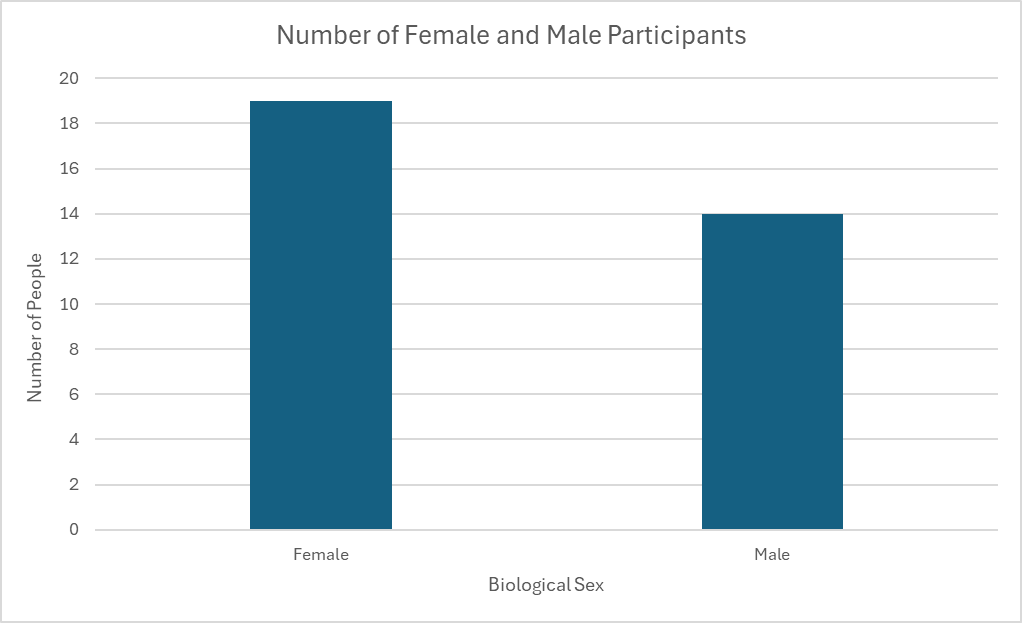 Number of Female and Male Participants
20
18
16
14
12
10
8
6
4
2
0
Number of People
Female Male
Biological Sex